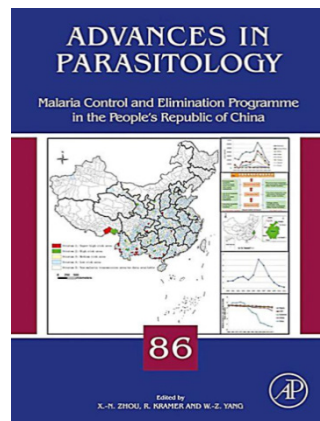 ADVANCES IN
PARASITOLOGY
Malaria Control and Elimination Programme
in the People's Republic of China
86
Edited by
X.-N. ZHOU, R. KRAMER and W.-Z. YANG
AP